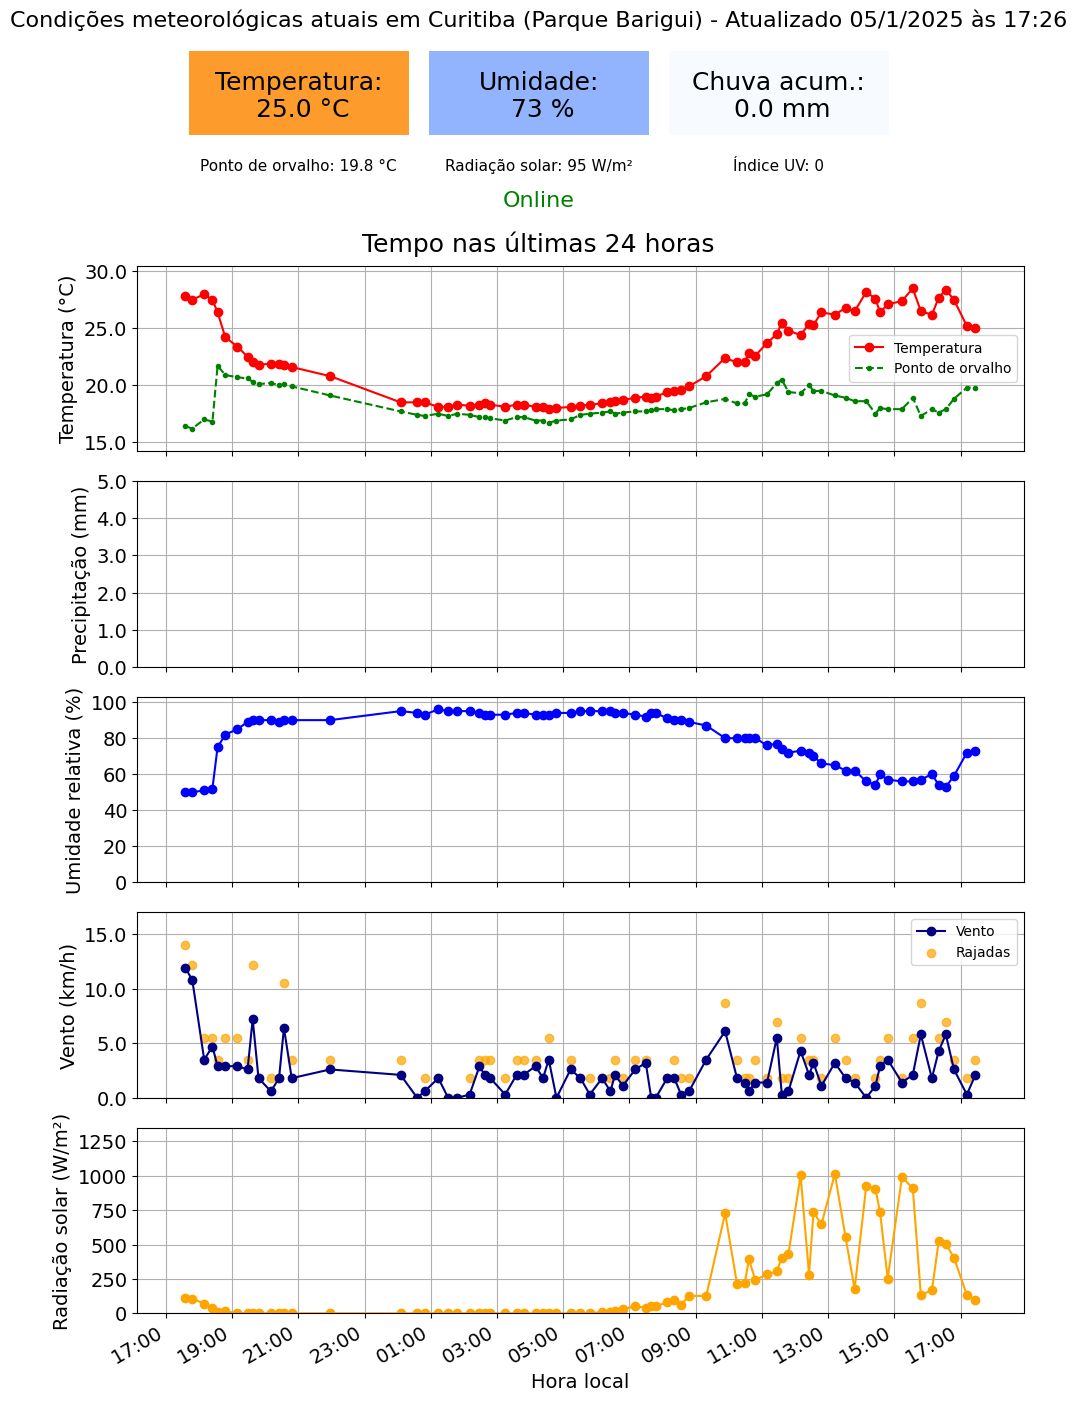 Condições meteorológicas atuais em Curitiba (Parque Barigui) - Atualizado 05/1/2025 às 17:26
Temperatura:
25.0 °C
Umidade:
73 %
Chuva acum.:
0.0 mm
Ponto de orvalho: 19.8 °C
Radiação solar: 95 W/m²
Índice UV: 0
Online
Tempo nas últimas 24 horas
Temperatura (°C)
30.0
25.0
20.0
15.0
Temperatura
Ponto de orvalho
Precipitação (mm)
5.0
4.0
3.0
2.0
1.0
0.0
Umidade relativa (%)
100
80
60
40
20
0
Vento (km/h)
15.0
10.0
5.0
0.0
Vento
Rajadas
Radiação solar (W/m²)
1250
1000
750
500
250
0
17:00
19:00
21:00
23:00
01:00
03:00
05:00
07:00
09:00
11:00
13:00
15:00
17:00
Hora local